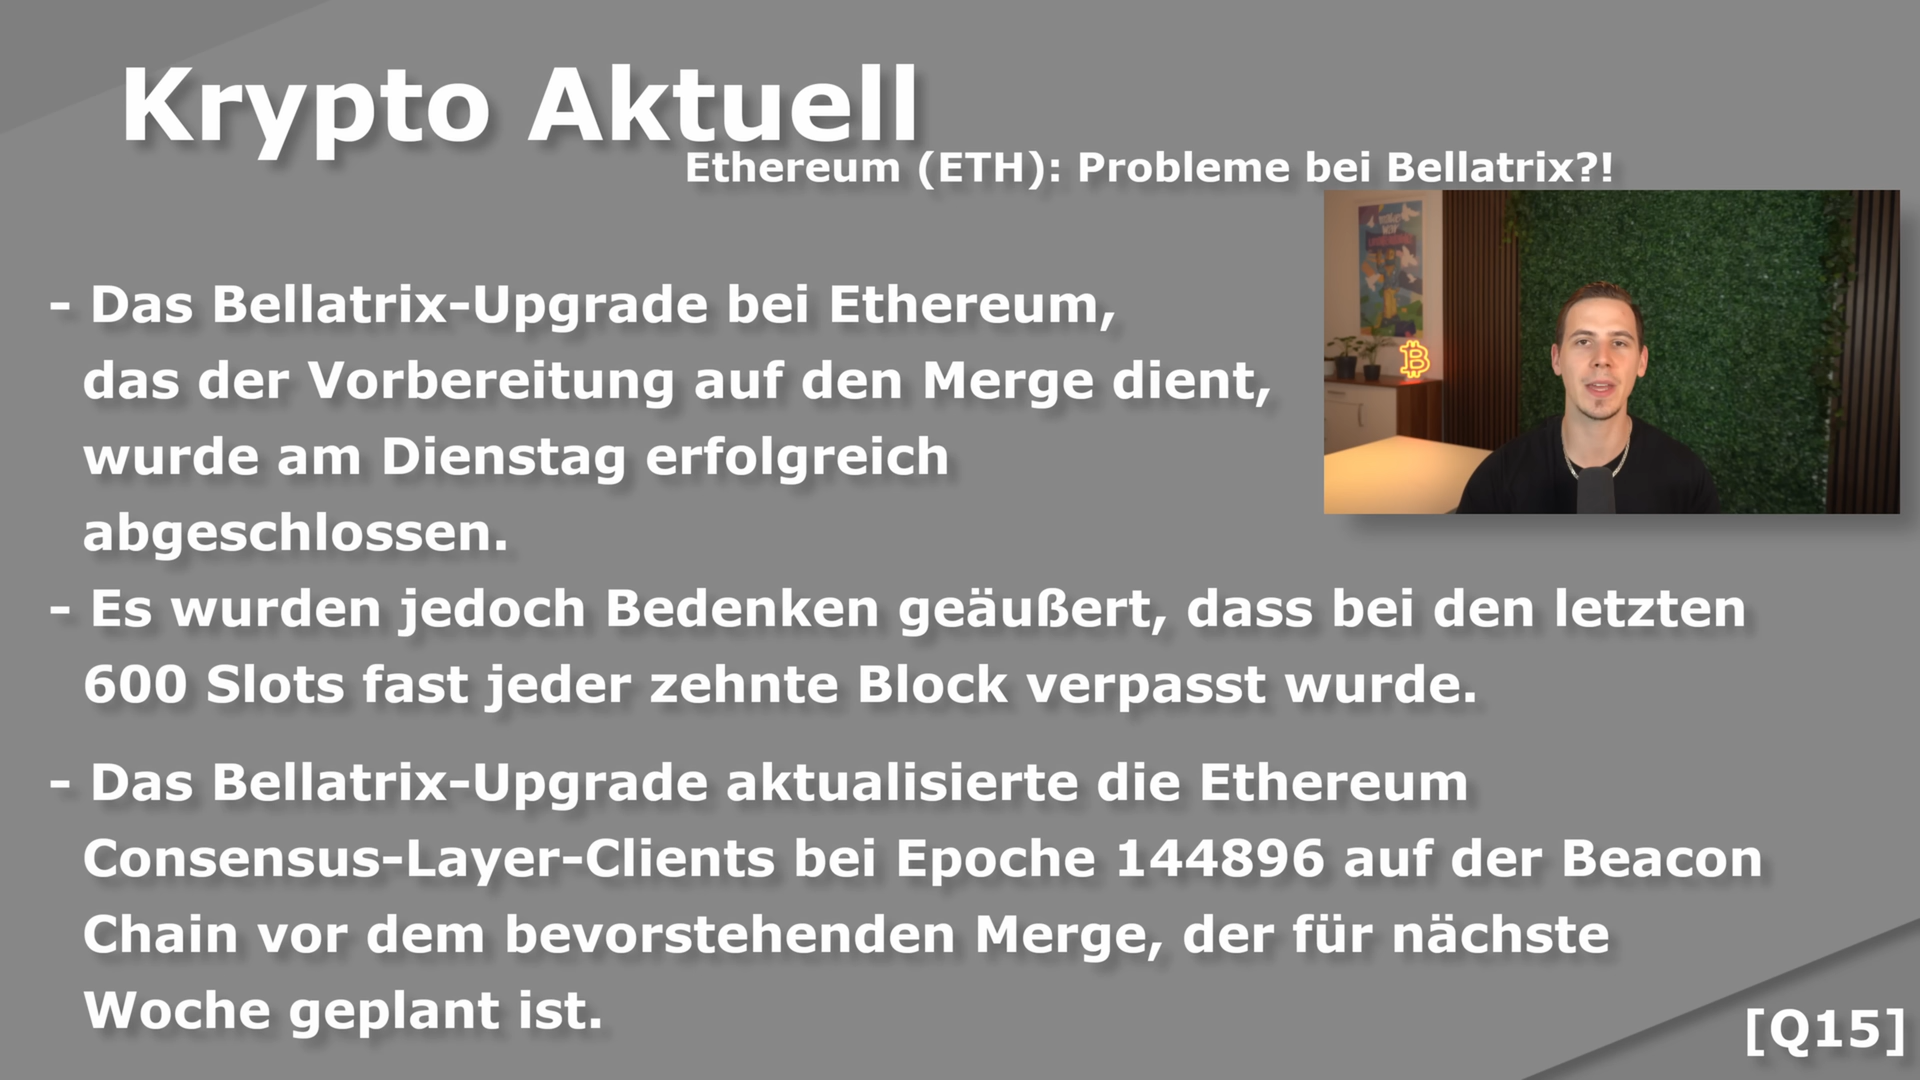 Krypto Aktuell
Ethereum (ETH): Probleme bei Bellatrix?!
- Das Bellatrix-Upgrade bei Ethereum,
das der Vorbereitung auf den Merge dient,
wurde am Dienstag erfolgreich
abgeschlossen.
- Es wurden jedoch Bedenken geäußert, dass bei den letzten
600 Slots fast jeder zehnte Block verpasst wurde.
- Das Bellatrix-Upgrade aktualisierte die Ethereum
Consensus-Layer-Clients bei Epoche 144896 auf der Beacon
Chain vor dem bevorstehenden Merge, der für nächste
Woche geplant ist.
[Q15]